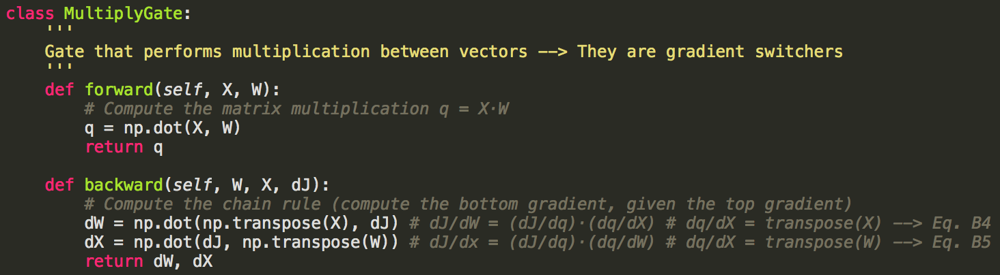 class MultiplyGate:
    '''
    Gate that performs multiplication between vectors --> They are gradient switchers
    '''
    def forward(self, X, W):
        # Compute the matrix multiplication q = X·W
        q = np.dot(X, W)
        return q

    def backward(self, W, X, dJ):
        # Compute the chain rule (compute the bottom gradient, given the top gradient)
        dW = np.dot(np.transpose(X), dJ) # dJ/dW = (dJ/dq)·(dq/dX) # dq/dX = transpose(X) --> Eq. B4
        dX = np.dot(dJ, np.transpose(W)) # dJ/dx = (dJ/dq)·(dq/dW) # dq/dX = transpose(W) --> Eq. B5
        return dW, dX